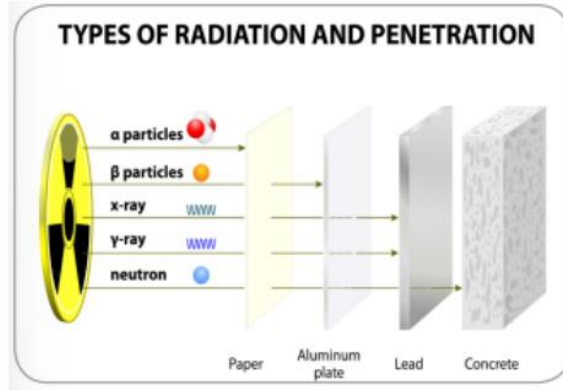 TYPES OF RADIATION AND PENETRATION
α particles
β particles
x-ray
γ-ray
neutron
Paper
Aluminum
plate
Lead
Concrete